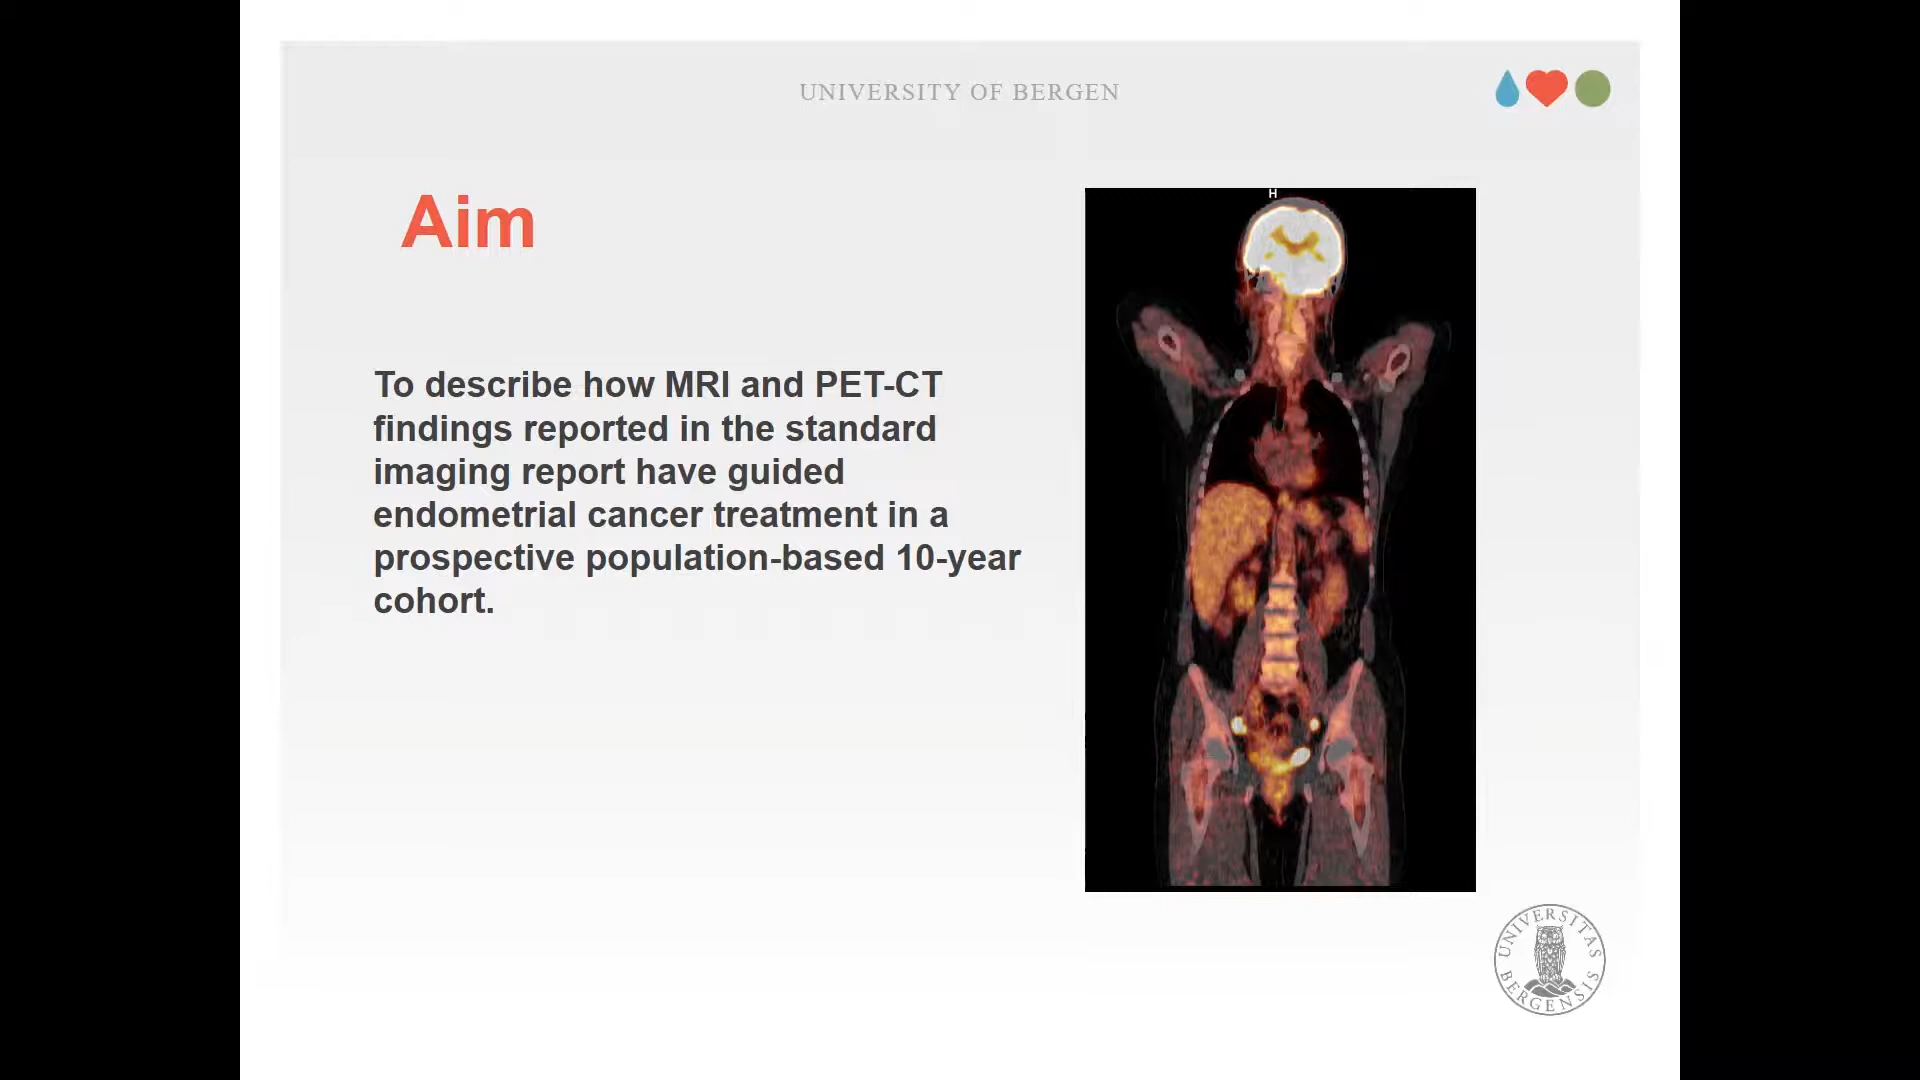 UNIVERSITY OF BERGEN
Aim
H
To describe how MRI and PET-CT
findings reported in the standard
imaging report have guided
endometrial cancer treatment in a
prospective population-based 10-year
cohort.
UNIVERSITAS
BERGENSIS